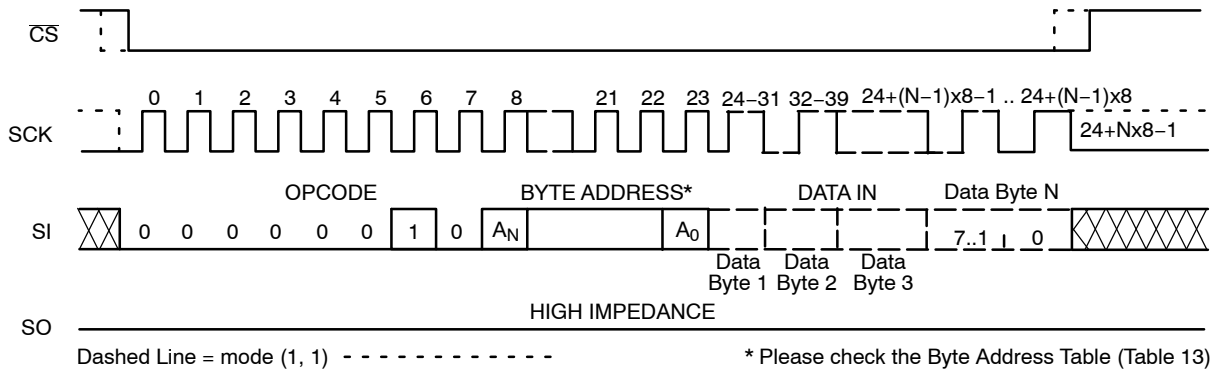 CS
0 1 2 3 4 5 6 7 8 21 22 23 24–31 32–39 24+(N–1)x8–1 .. 24+(N–1)x8
SCK
24+Nx8–1
OPCODE BYTE ADDRESS* DATA IN Data Byte N
SI 0 0 0 0 0 0 1 0 AN A0 7..1 0
Data Byte 1
Data Byte 2
Data Byte 3
HIGH IMPEDANCE
SO
Dashed Line = mode (1, 1) * Please check the Byte Address Table (Table 13)